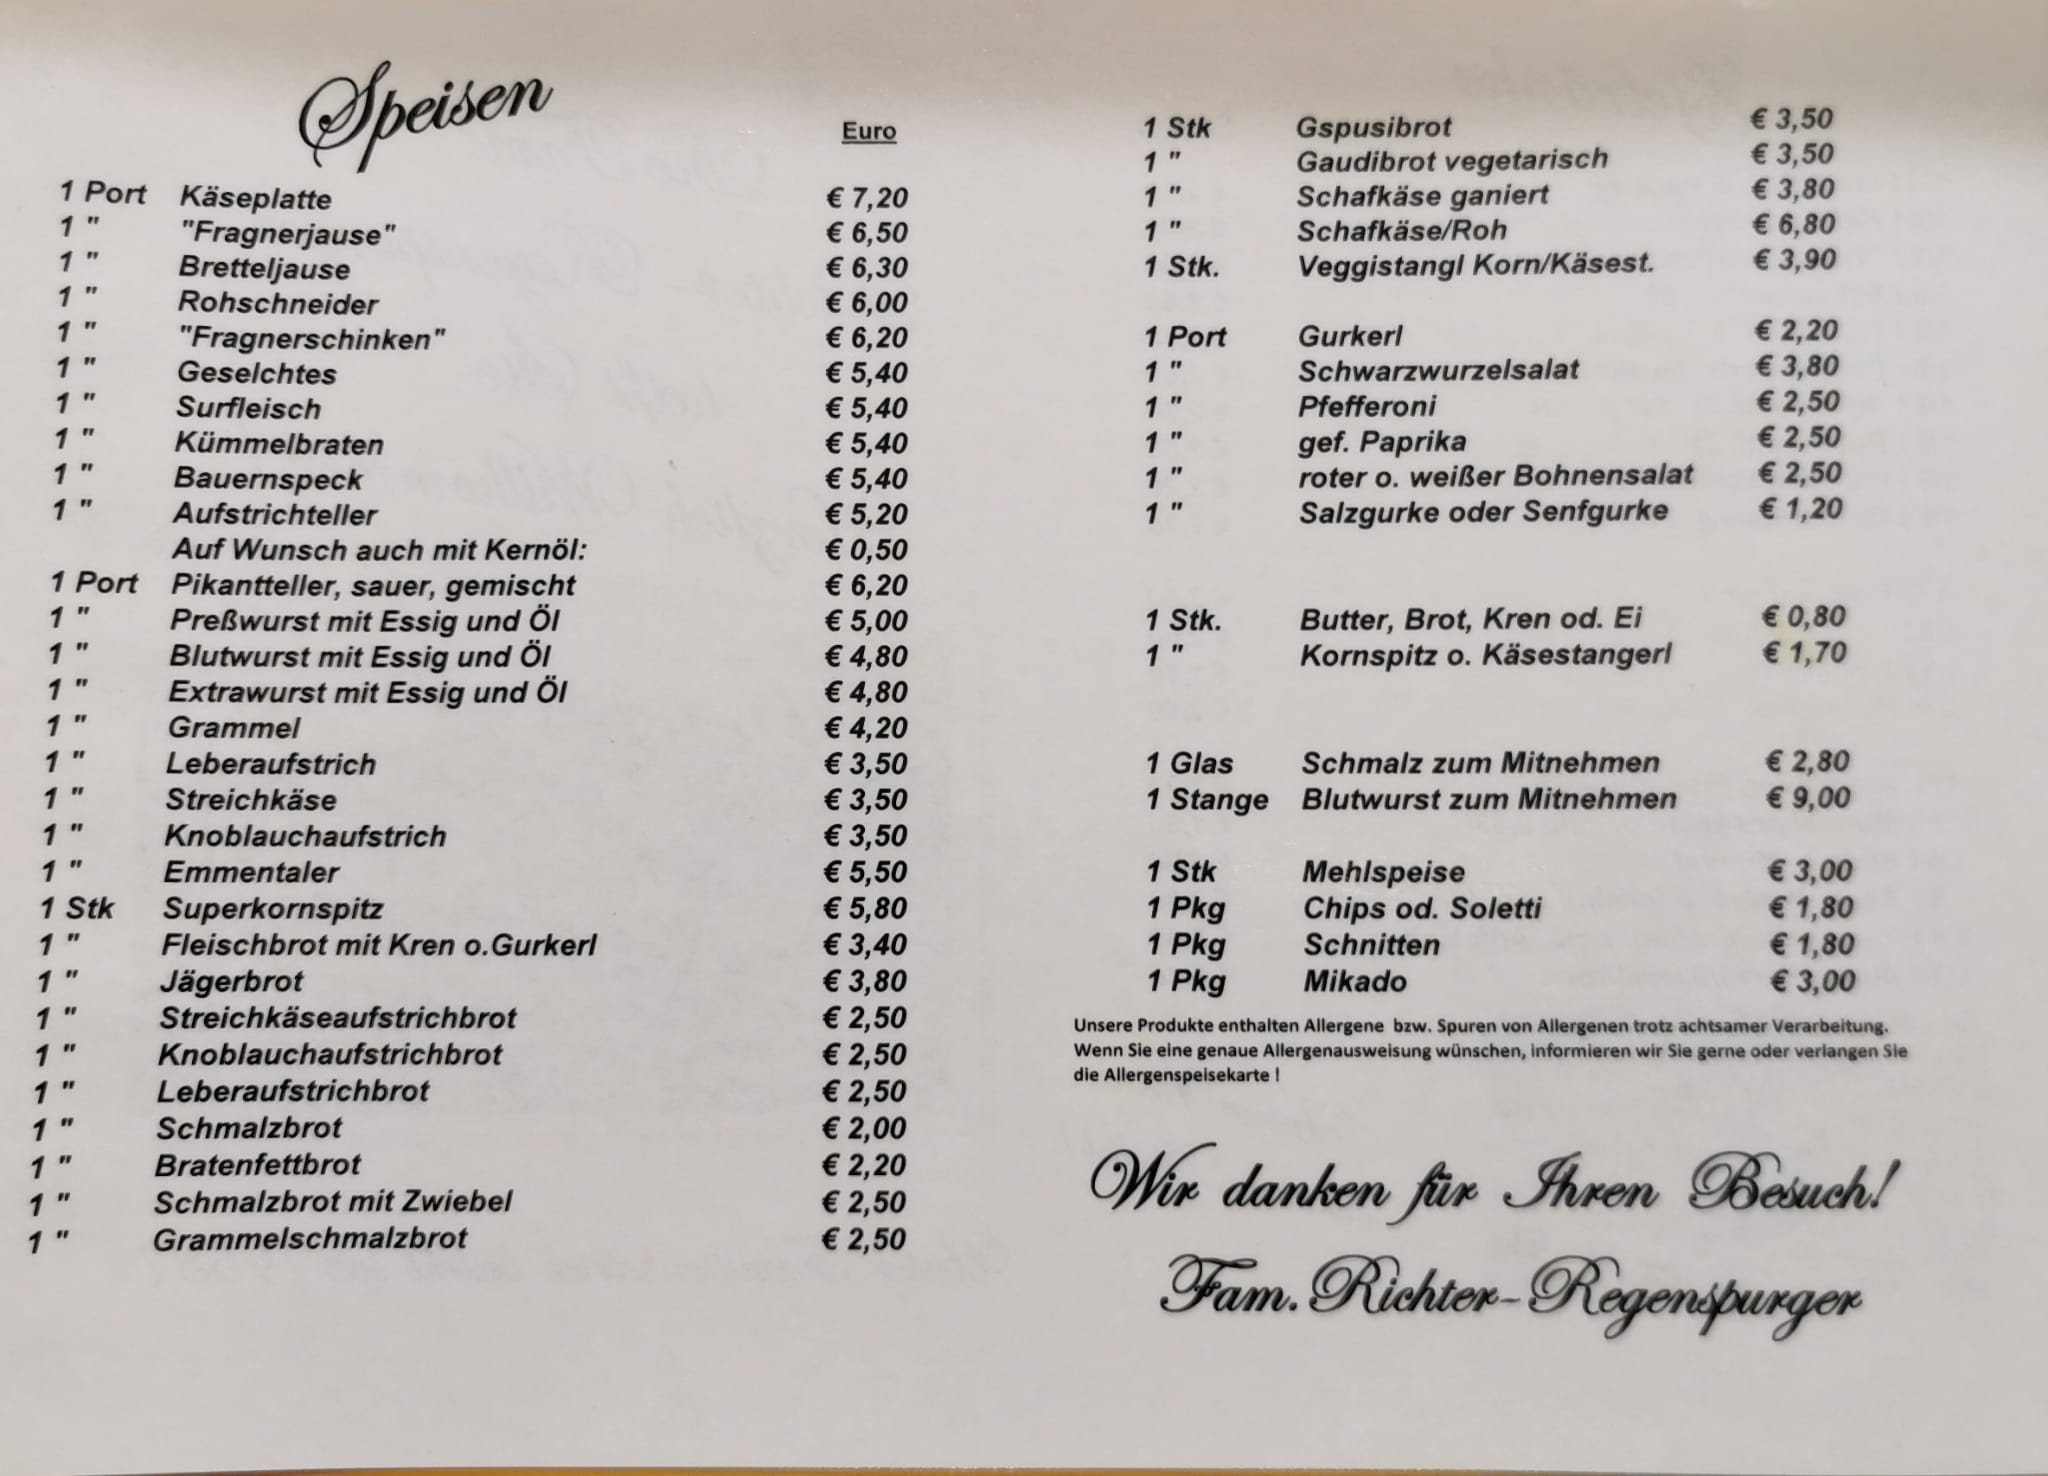 Speisen
Euro
1 Port Käseplatte € 7,20
1 " "Fragnerjause" € 6,50
1 " Bretteljause € 6,30
1 " Rohschneider € 6,00
1 " "Fragnerschinken" € 6,20
1 " Geselchtes € 5,40
1 " Surfleisch € 5,40
1 " Kümmelbraten € 5,40
1 " Bauernspeck € 5,40
1 " Aufstrichteller € 5,20
Auf Wunsch auch mit Kernöl: € 0,50
1 Port Pikantteller, sauer, gemischt € 6,20
1 " Preßwurst mit Essig und Öl € 5,00
1 " Blutwurst mit Essig und Öl € 4,80
1 " Extrawurst mit Essig und Öl € 4,80
1 " Grammel € 4,20
1 " Leberaufstrich € 3,50
1 " Streichkäse € 3,50
1 " Knoblauchaufstrich € 3,50
1 " Emmentaler € 5,50
1 Stk Superkornspitz € 5,80
1 " Fleischbrot mit Kren o.Gurkerl € 3,40
1 " Jägerbrot € 3,80
1 " Streichkäseaufstrichbrot € 2,50
1 " Knoblauchaufstrichbrot € 2,50
1 " Leberaufstrichbrot € 2,50
1 " Schmalzbrot € 2,00
1 " Bratenfettbrot € 2,20
1 " Schmalzbrot mit Zwiebel € 2,50
1 " Grammelschmalzbrot € 2,50
1 Stk Gspusibrot € 3,50
1 " Gaudibrot vegetarisch € 3,50
1 " Schafkäse ganiert € 3,80
1 " Schafkäse/Roh € 6,80
1 Stk. Veggistangl Korn/Käsest. € 3,90
1 Port Gurkerl € 2,20
1 " Schwarzwurzelsalat € 3,80
1 " Pfefferoni € 2,50
1 " gef. Paprika € 2,50
1 " roter o. weißer Bohnensalat € 2,50
1 " Salzgurke oder Senfgurke € 1,20
1 Stk. Butter, Brot, Kren od. Ei € 0,80
1 " Kornspitz o. Käsestangerl € 1,70
1 Glas Schmalz zum Mitnehmen € 2,80
1 Stange Blutwurst zum Mitnehmen € 9,00
1 Stk Mehlspeise € 3,00
1 Pkg Chips od. Soletti € 1,80
1 Pkg Schnitten € 1,80
1 Pkg Mikado € 3,00
Unsere Produkte enthalten Allergene bzw. Spuren von Allergenen trotz achtsamer Verarbeitung.
Wenn Sie eine genaue Allergenausweisung wünschen, informieren wir Sie gerne oder verlangen Sie
die Allergenspeisekarte !
Wir danken für Ihren Besuch!
Fam. Richter-Regenspurger